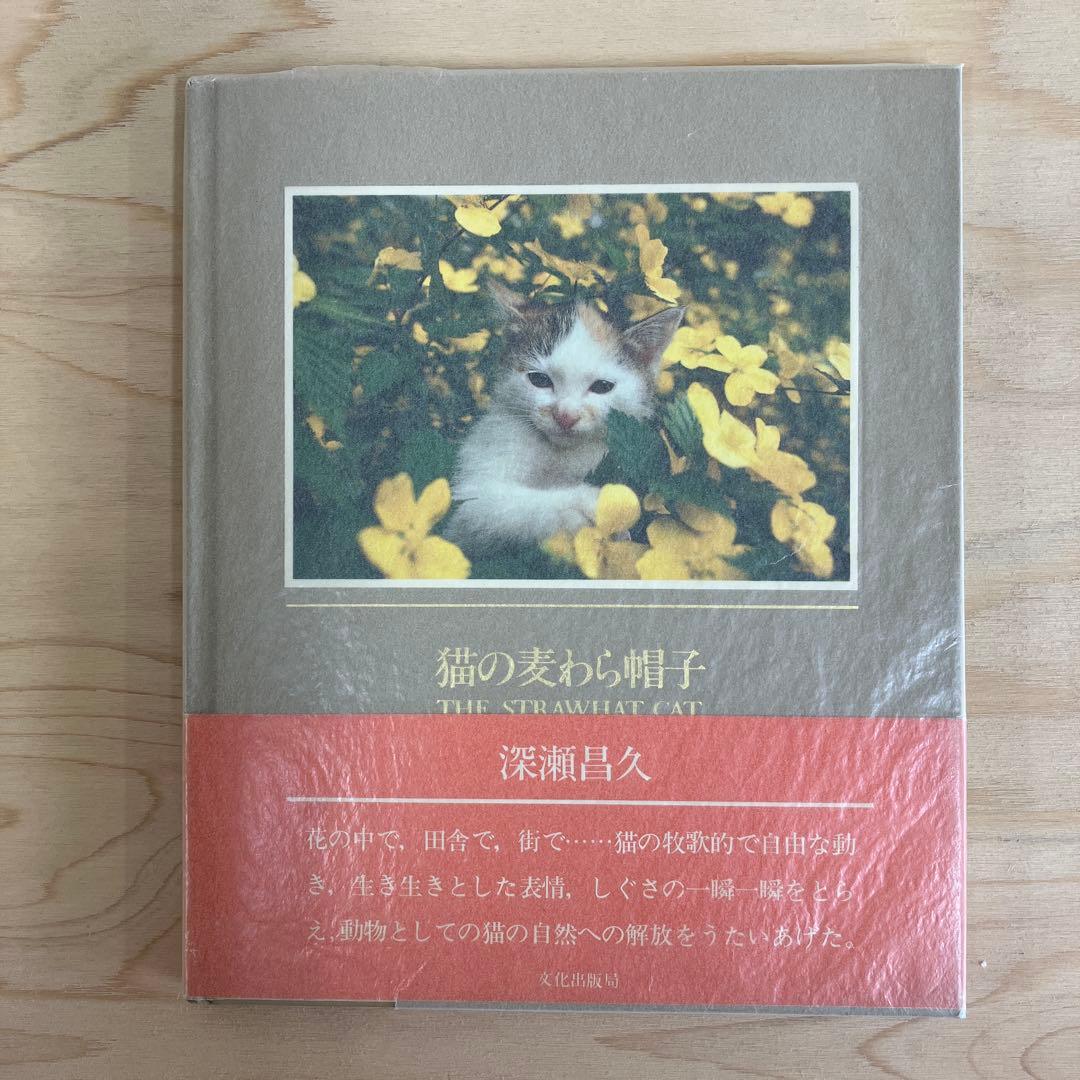 猫の麦わら帽子
THE STRAWHAT CAT
深瀬昌久
花の中で，田舎で，街で……猫の牧歌的で自由な動
き，生き生きとした表情，しぐさの一瞬一瞬をとら
え，動物としての猫の自然への解放をうたいあげた。
文化出版局